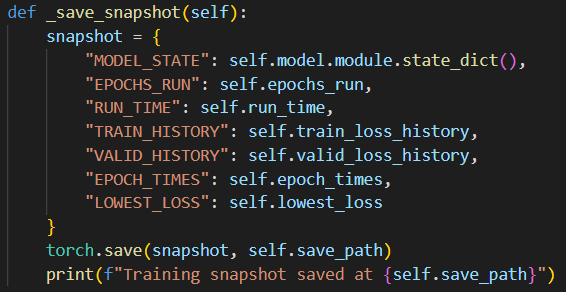 def _save_snapshot(self):
    snapshot = {
        "MODEL_STATE": self.model.module.state_dict(),
        "EPOCHS_RUN": self.epochs_run,
        "RUN_TIME": self.run_time,
        "TRAIN_HISTORY": self.train_loss_history,
        "VALID_HISTORY": self.valid_loss_history,
        "EPOCH_TIMES": self.epoch_times,
        "LOWEST_LOSS": self.lowest_loss
    }
    torch.save(snapshot, self.save_path)
    print(f"Training snapshot saved at {self.save_path}")